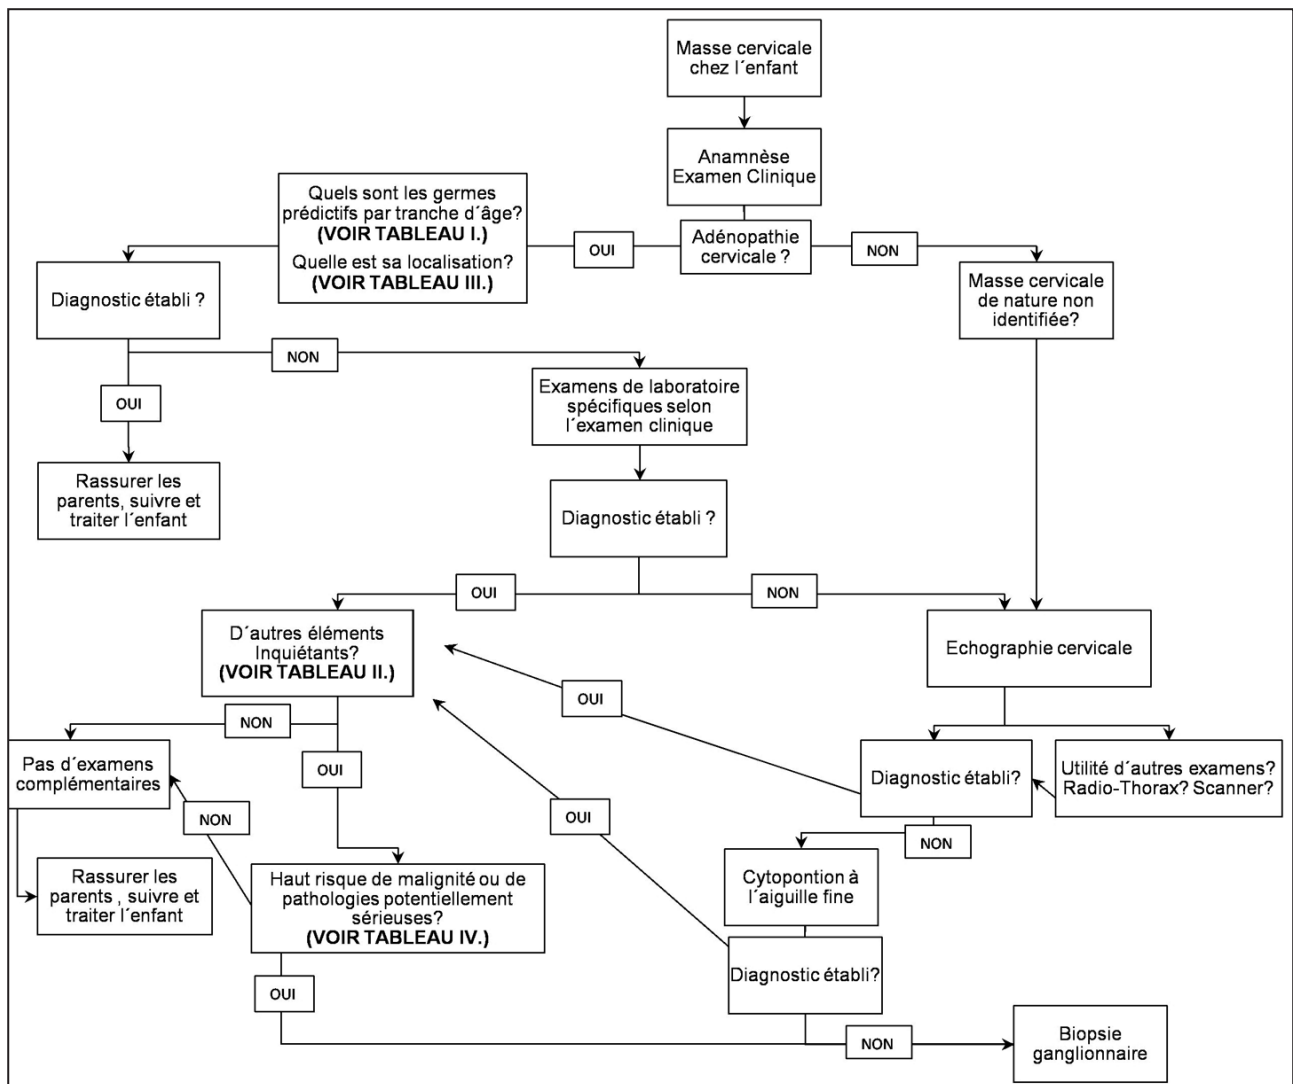 Masse cervicale
chez l´enfant
Anamnèse
Examen Clinique
Quels sont les germes
prédictifs par tranche d´âge?
(VOIR TABLEAU I.)
Quelle est sa localisation?
(VOIR TABLEAU III.)
OUI
Adénopathie
cervicale ?
NON
Diagnostic établi ?
Masse cervicale
de nature non
identifiée?
NON
OUI
Examens de laboratoire
spécifiques selon
l´examen clinique
Rassurer les
parents, suivre et
traiter l´enfant
Diagnostic établi ?
OUI
NON
D´autres éléments
Inquiétants?
(VOIR TABLEAU II.)
Echographie cervicale
OUI
NON
Pas d´examens
complémentaires
OUI
Diagnostic établi?
Utilité d´autres examens?
Radio-Thorax? Scanner?
NON
OUI
NON
Rassurer les
parents , suivre et
traiter l´enfant
Haut risque de malignité ou de
pathologies potentiellement
sérieuses?
(VOIR TABLEAU IV.)
Cytopontion à
l´aiguille fine
Diagnostic établi?
OUI
NON
Biopsie
ganglionnaire